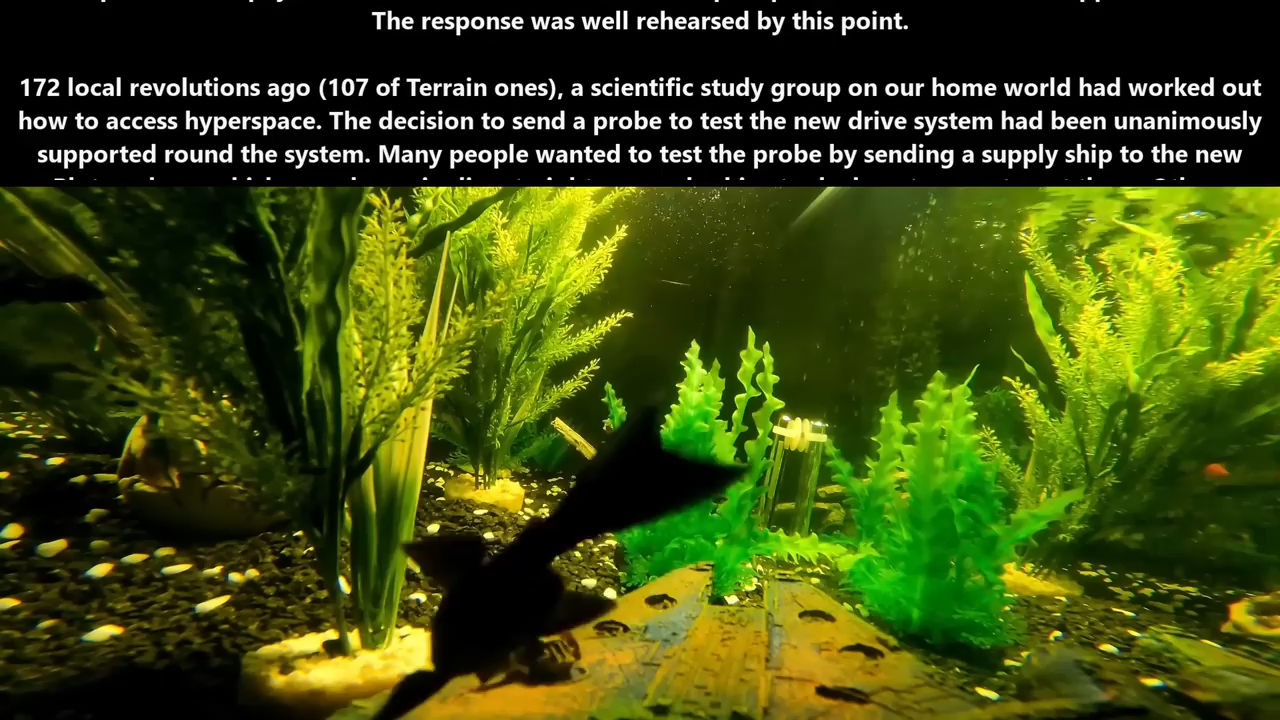 The response was well rehearsed by this point.
172 local revolutions ago (107 of Terrain ones), a scientific study group on our home world had worked out
how to access hyperspace. The decision to send a probe to test the new drive system had been unanimously
supported round the system. Many people wanted to test the probe by sending a supply ship to the new